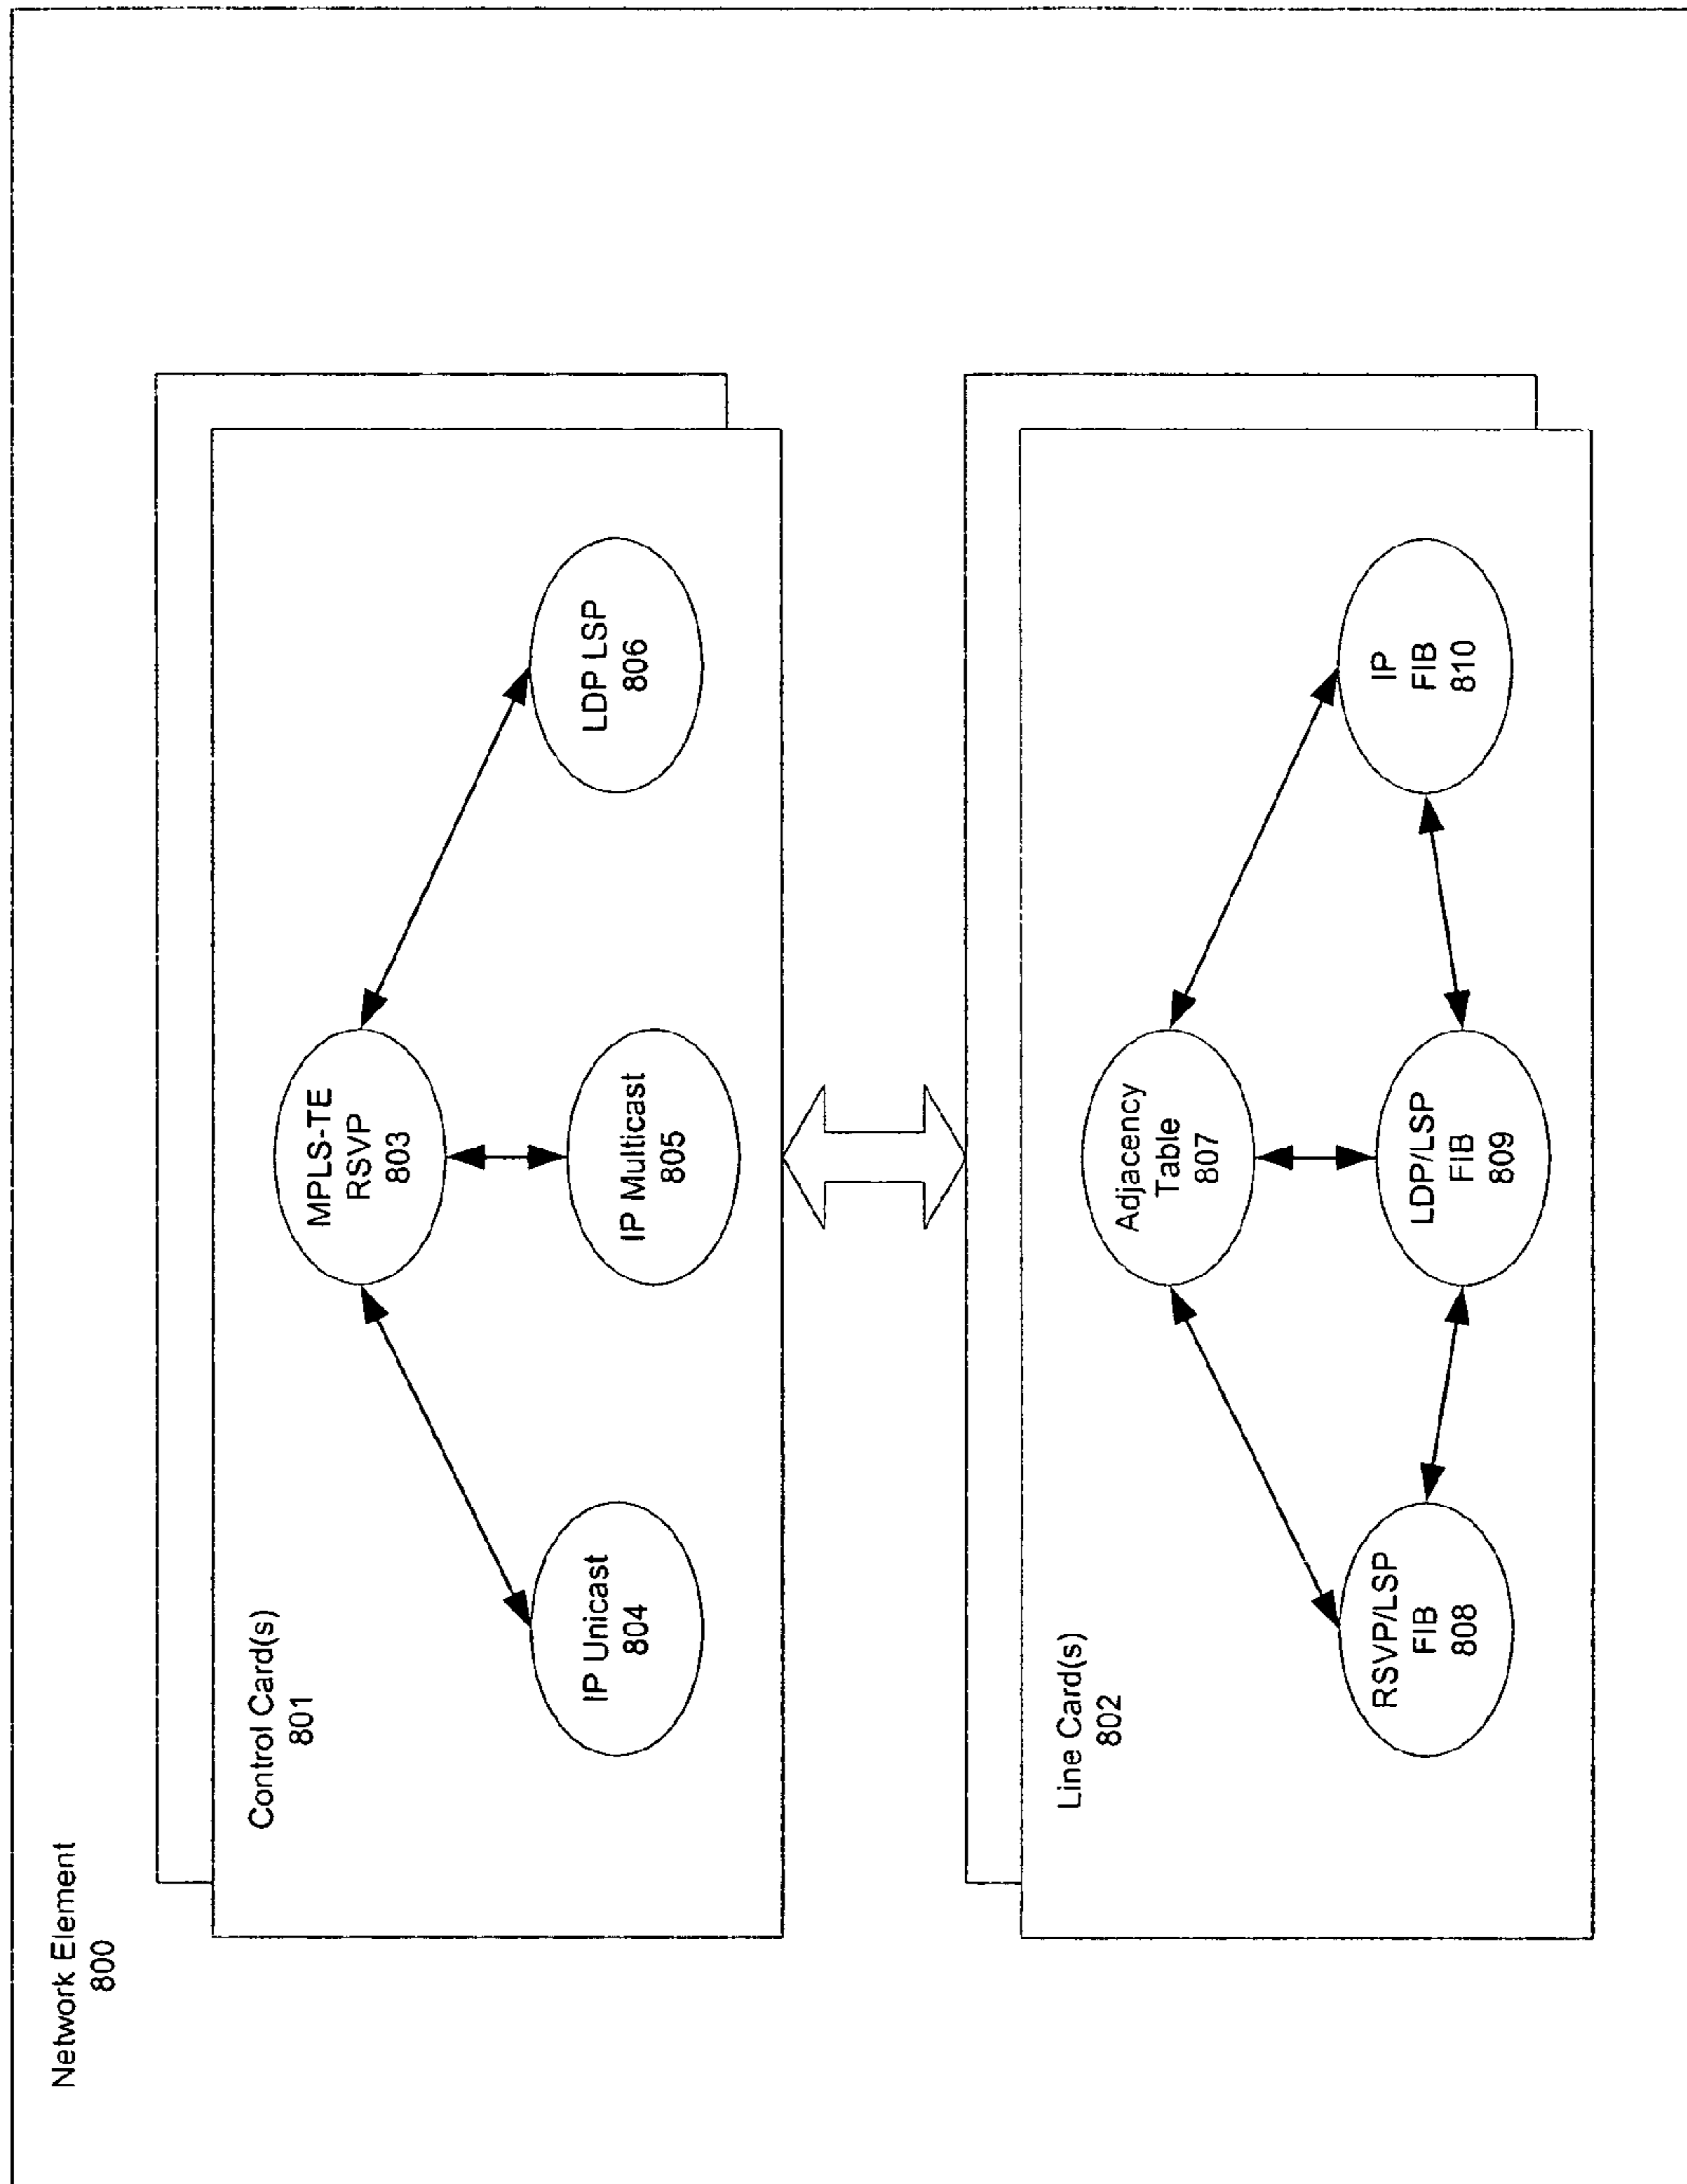 Network Element
800
Control Card(s)
801
MPLS-TE
RSVP
803
IP Unicast
804
IP Multicast
805
LDP LSP
806
Line Card(s)
802
Adjacency
Table
807
RSVP/LSP
FIB
808
LDP/LSP
FIB
809
IP
FIB
810